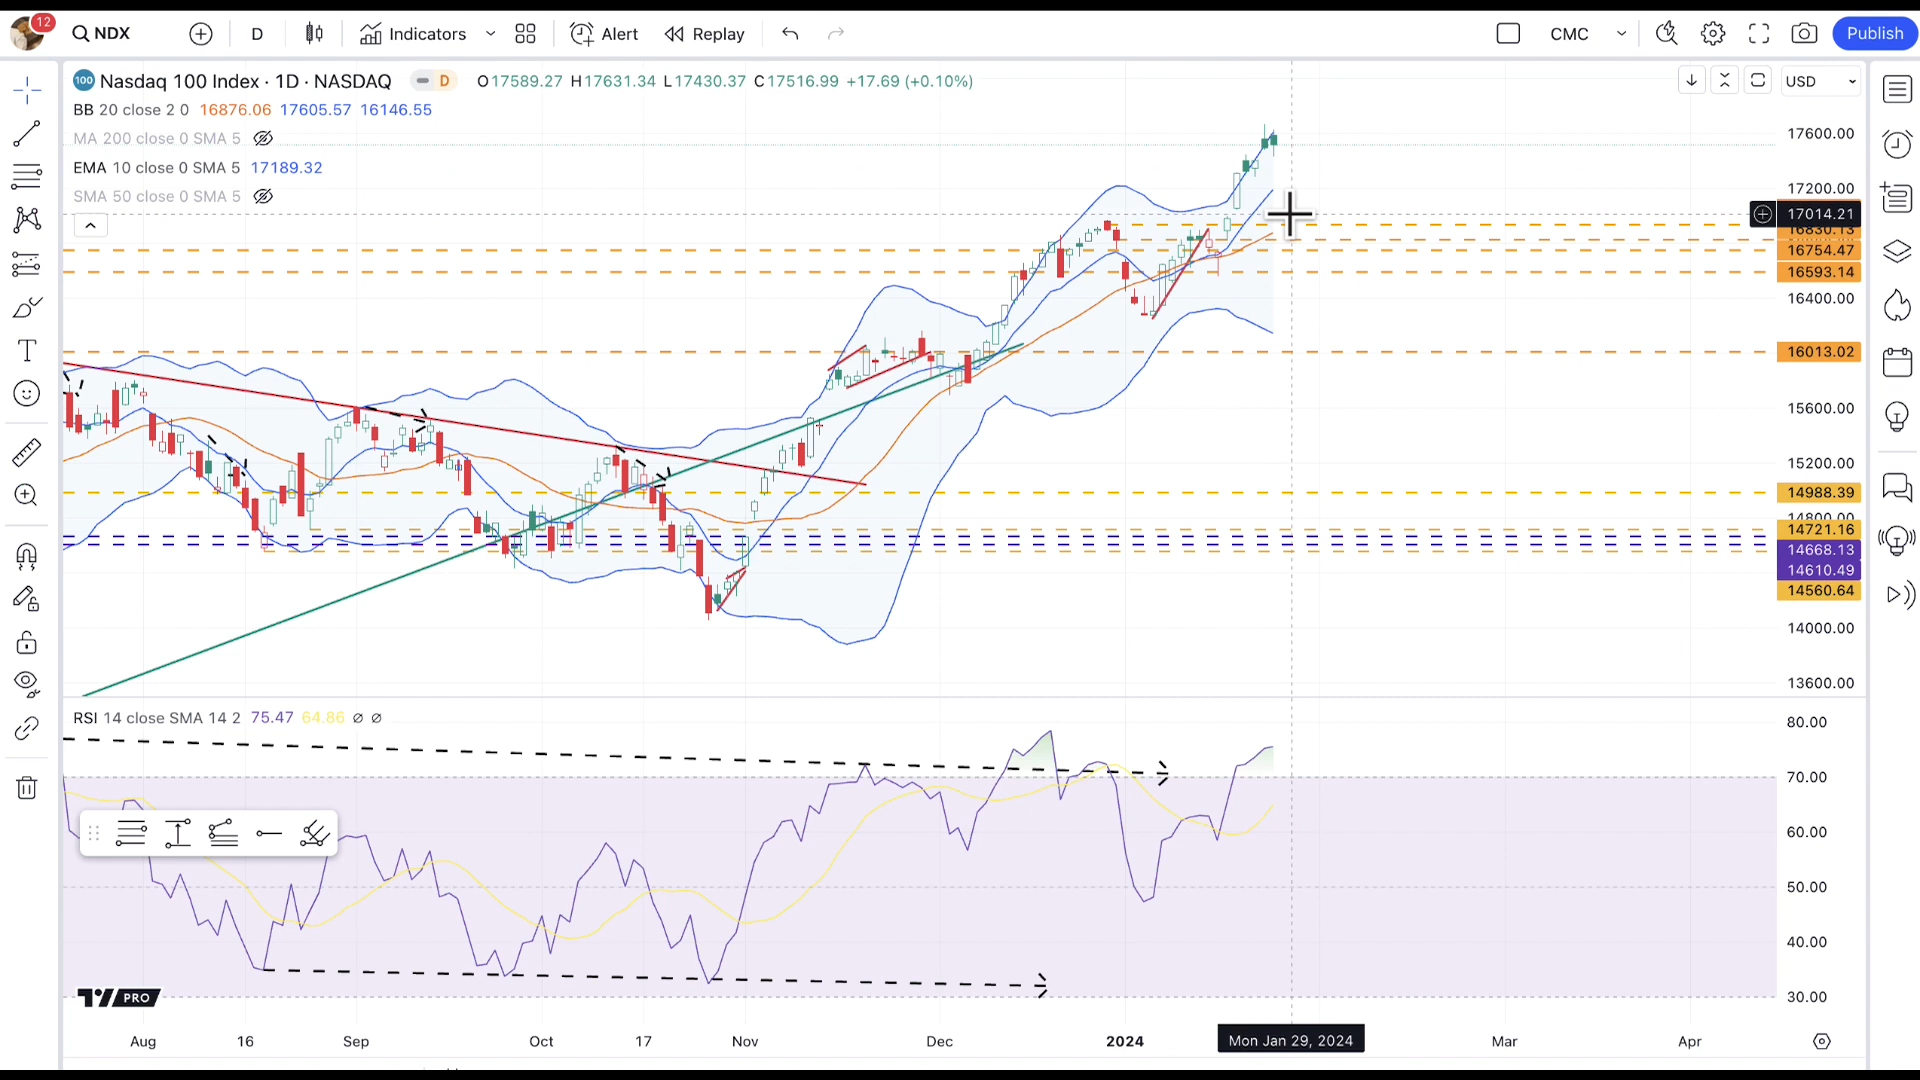 12
NDX
D
Indicators
Alert
Replay
CMC
Publish
100 Nasdaq 100 Index · 1D · NASDAQ D O17589.27 H17631.34 L17430.37 C17516.99 +17.69 (+0.10%)
USD
BB 20 close 2 0 16876.06 17605.57 16146.55
MA 200 close 0 SMA 5
EMA 10 close 0 SMA 5 17189.32
SMA 50 close 0 SMA 5
17600.00
17200.00
17014.21
16830.13
16754.47
16593.14
16400.00
16013.02
15600.00
15200.00
14988.39
14800.00
14721.16
14668.13
14610.49
14560.64
14000.00
13600.00
RSI 14 close SMA 14 2 75.47 64.86 ∅ ∅
80.00
70.00
60.00
50.00
40.00
30.00
PRO
Aug 16 Sep Oct 17 Nov Dec 2024 Mon Jan 29, 2024 Mar Apr